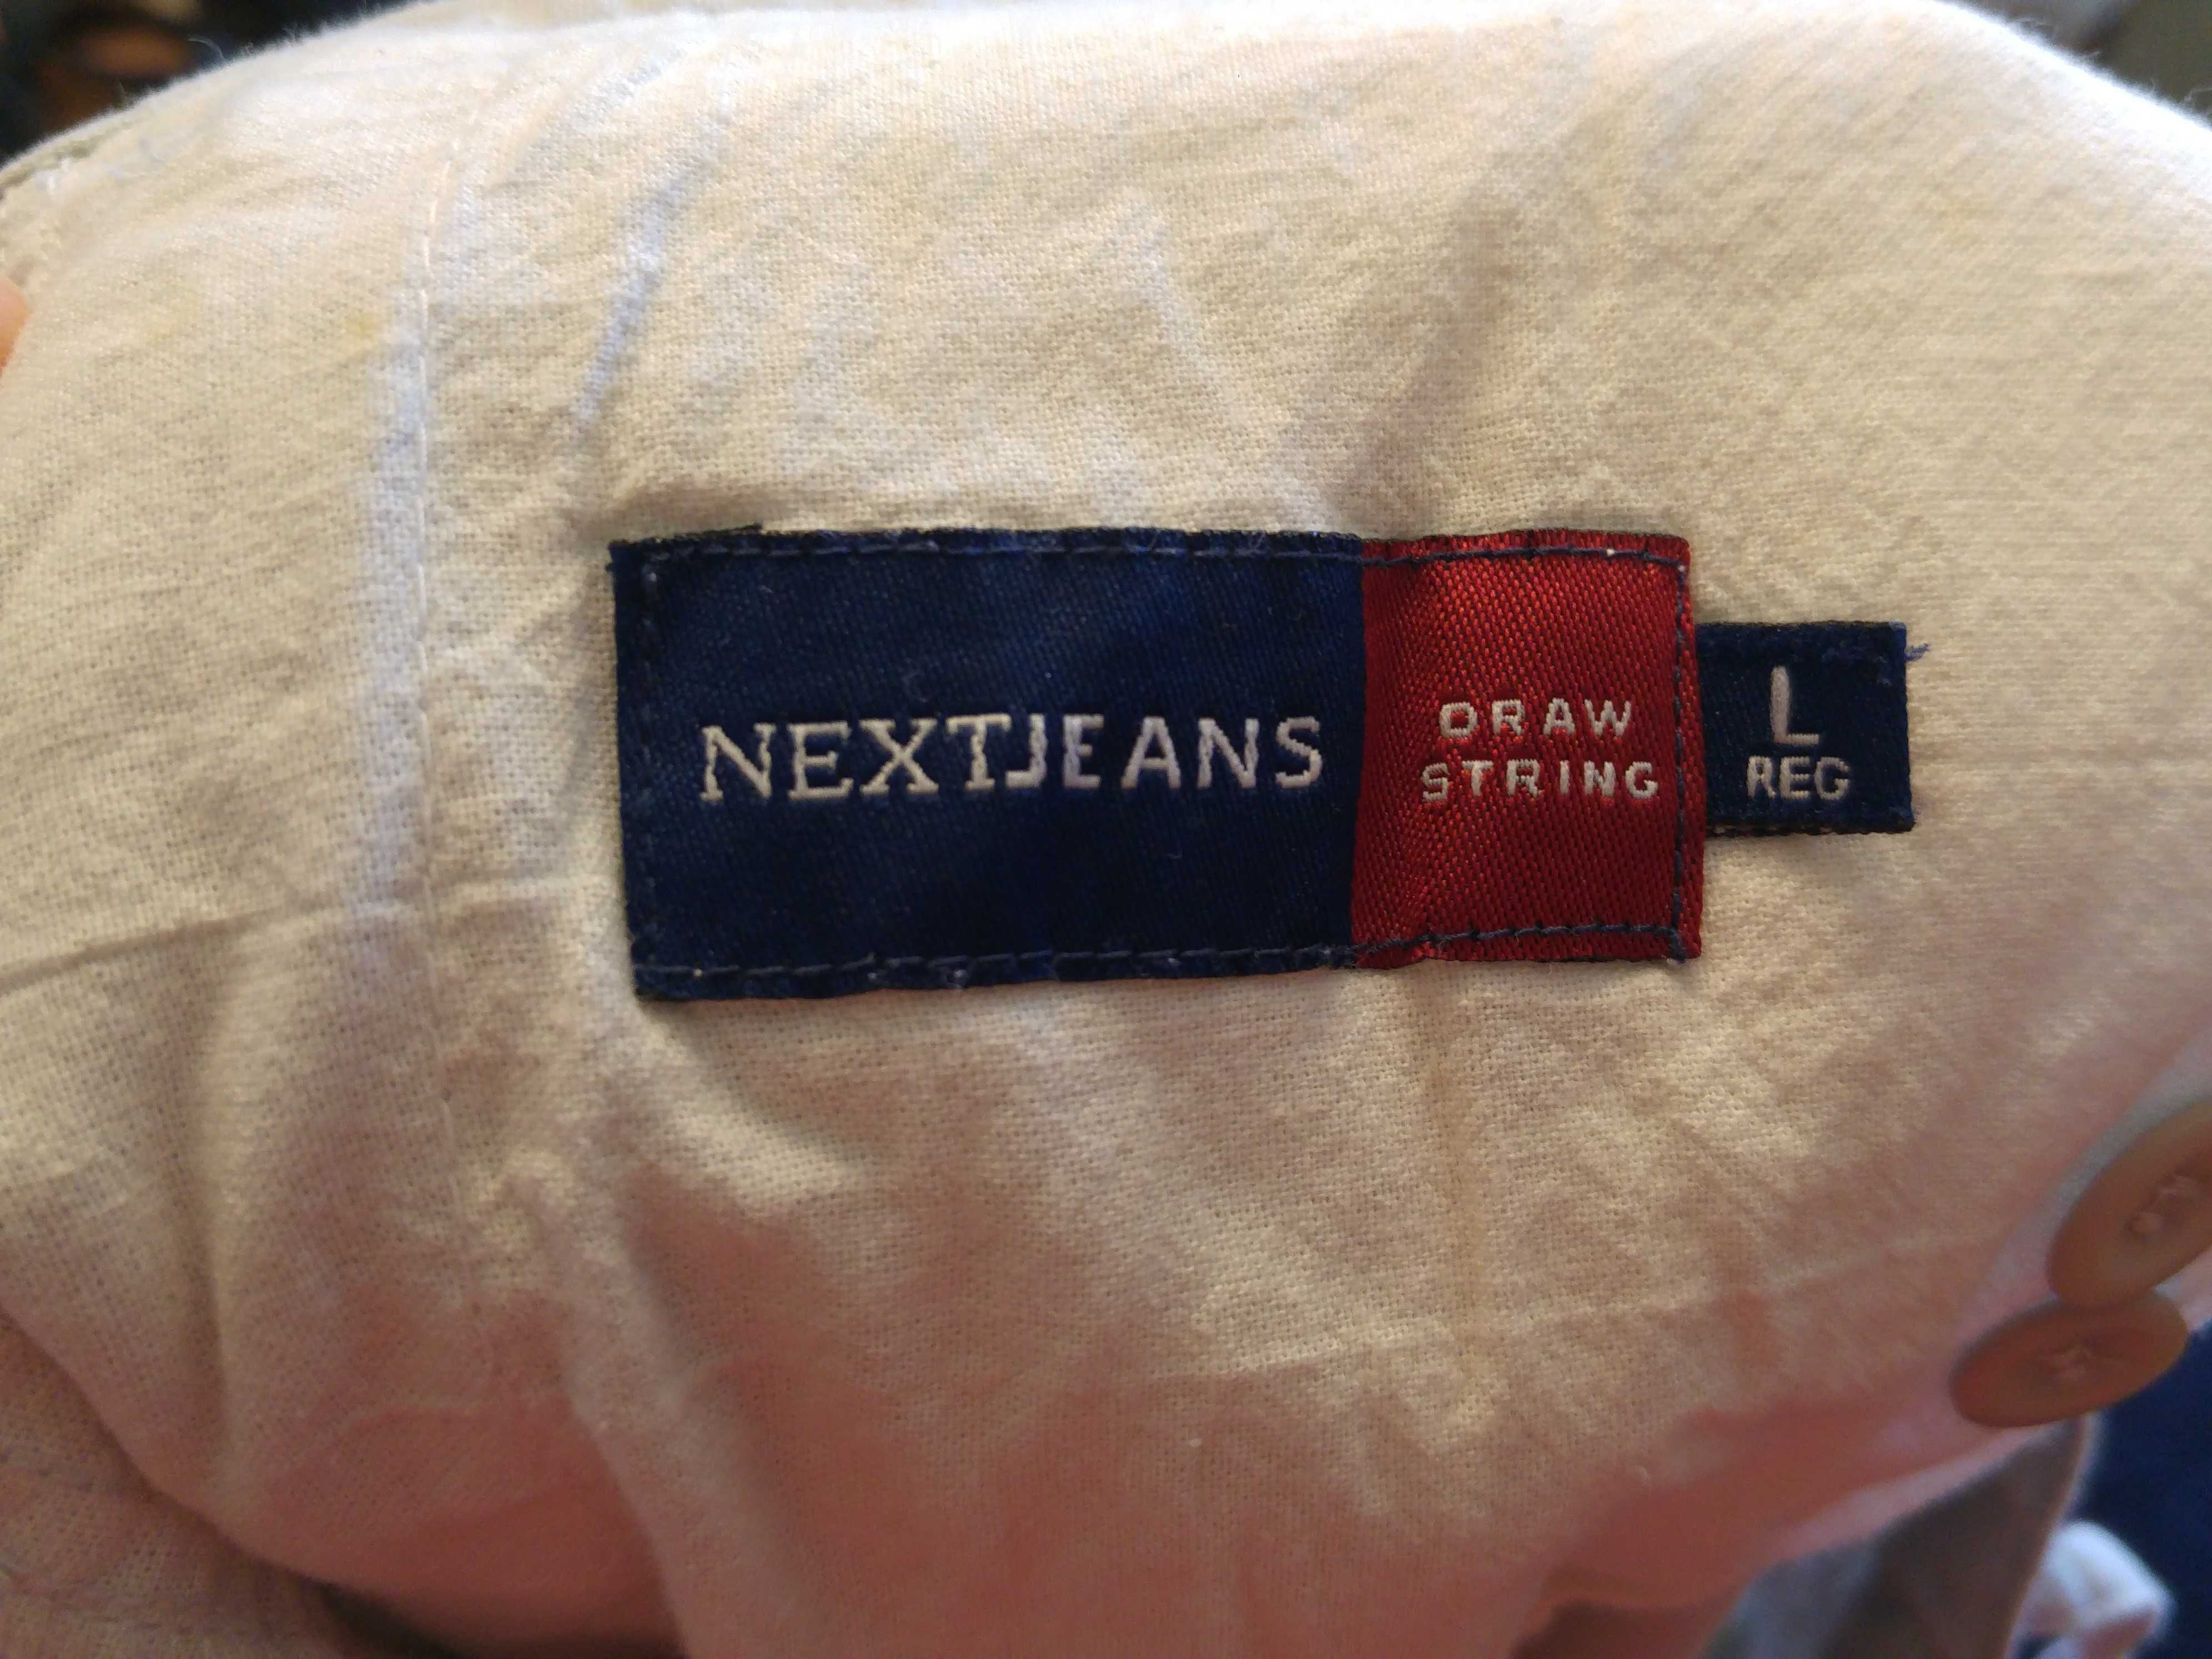 NEXTJEANS
DRAW
STRING
L
REG